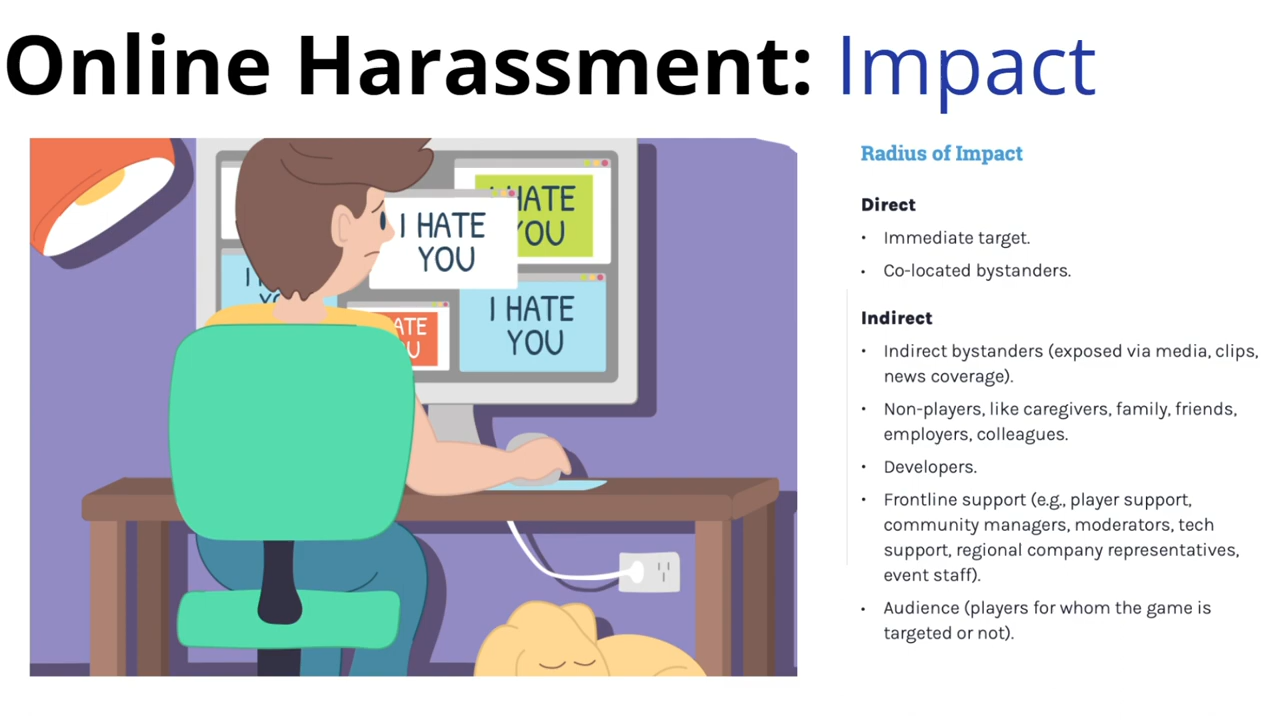 Online Harassment: Impact
I HATE
YOU
HATE
YOU
I HATE
YOU
Radius of Impact
Direct
• Immediate target.
• Co-located bystanders.
Indirect
• Indirect bystanders (exposed via media, clips,
news coverage).
• Non-players, like caregivers, family, friends,
employers, colleagues.
• Developers.
• Frontline support (e.g., player support,
community managers, moderators, tech
support, regional company representatives,
event staff).
• Audience (players for whom the game is
targeted or not).